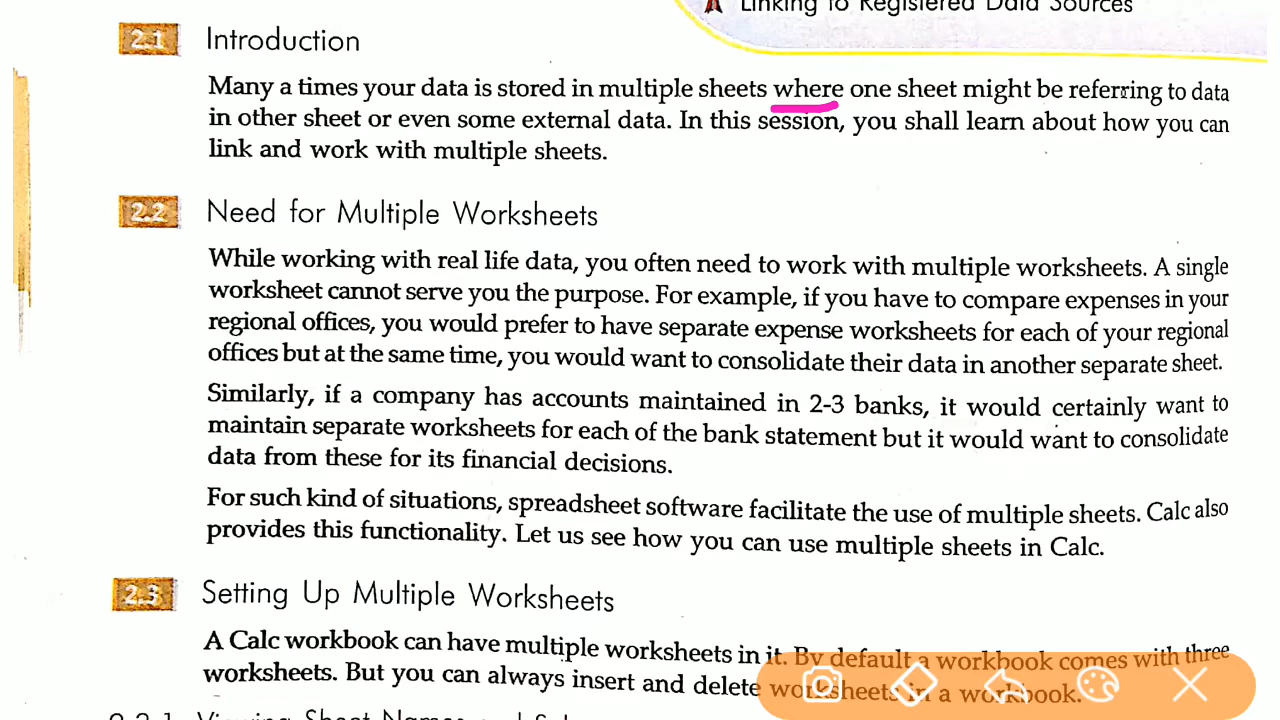 Linking to Registered Data Sources
2.1 Introduction
Many a times your data is stored in multiple sheets where one sheet might be referring to data
in other sheet or even some external data. In this session, you shall learn about how you can
link and work with multiple sheets.
2.2 Need for Multiple Worksheets
While working with real life data, you often need to work with multiple worksheets. A single
worksheet cannot serve you the purpose. For example, if you have to compare expenses in your
regional offices, you would prefer to have separate expense worksheets for each of your regional
offices but at the same time, you would want to consolidate their data in another separate sheet.
Similarly, if a company has accounts maintained in 2-3 banks, it would certainly want to
maintain separate worksheets for each of the bank statement but it would want to consolidate
data from these for its financial decisions.
For such kind of situations, spreadsheet software facilitate the use of multiple sheets. Calc also
provides this functionality. Let us see how you can use multiple sheets in Calc.
2.3 Setting Up Multiple Worksheets
A Calc workbook can have multiple worksheets in it. By default a workbook comes with three
worksheets. But you can always insert and delete worksheets in a workbook.
2.3.1 Viewing Sheet Names and